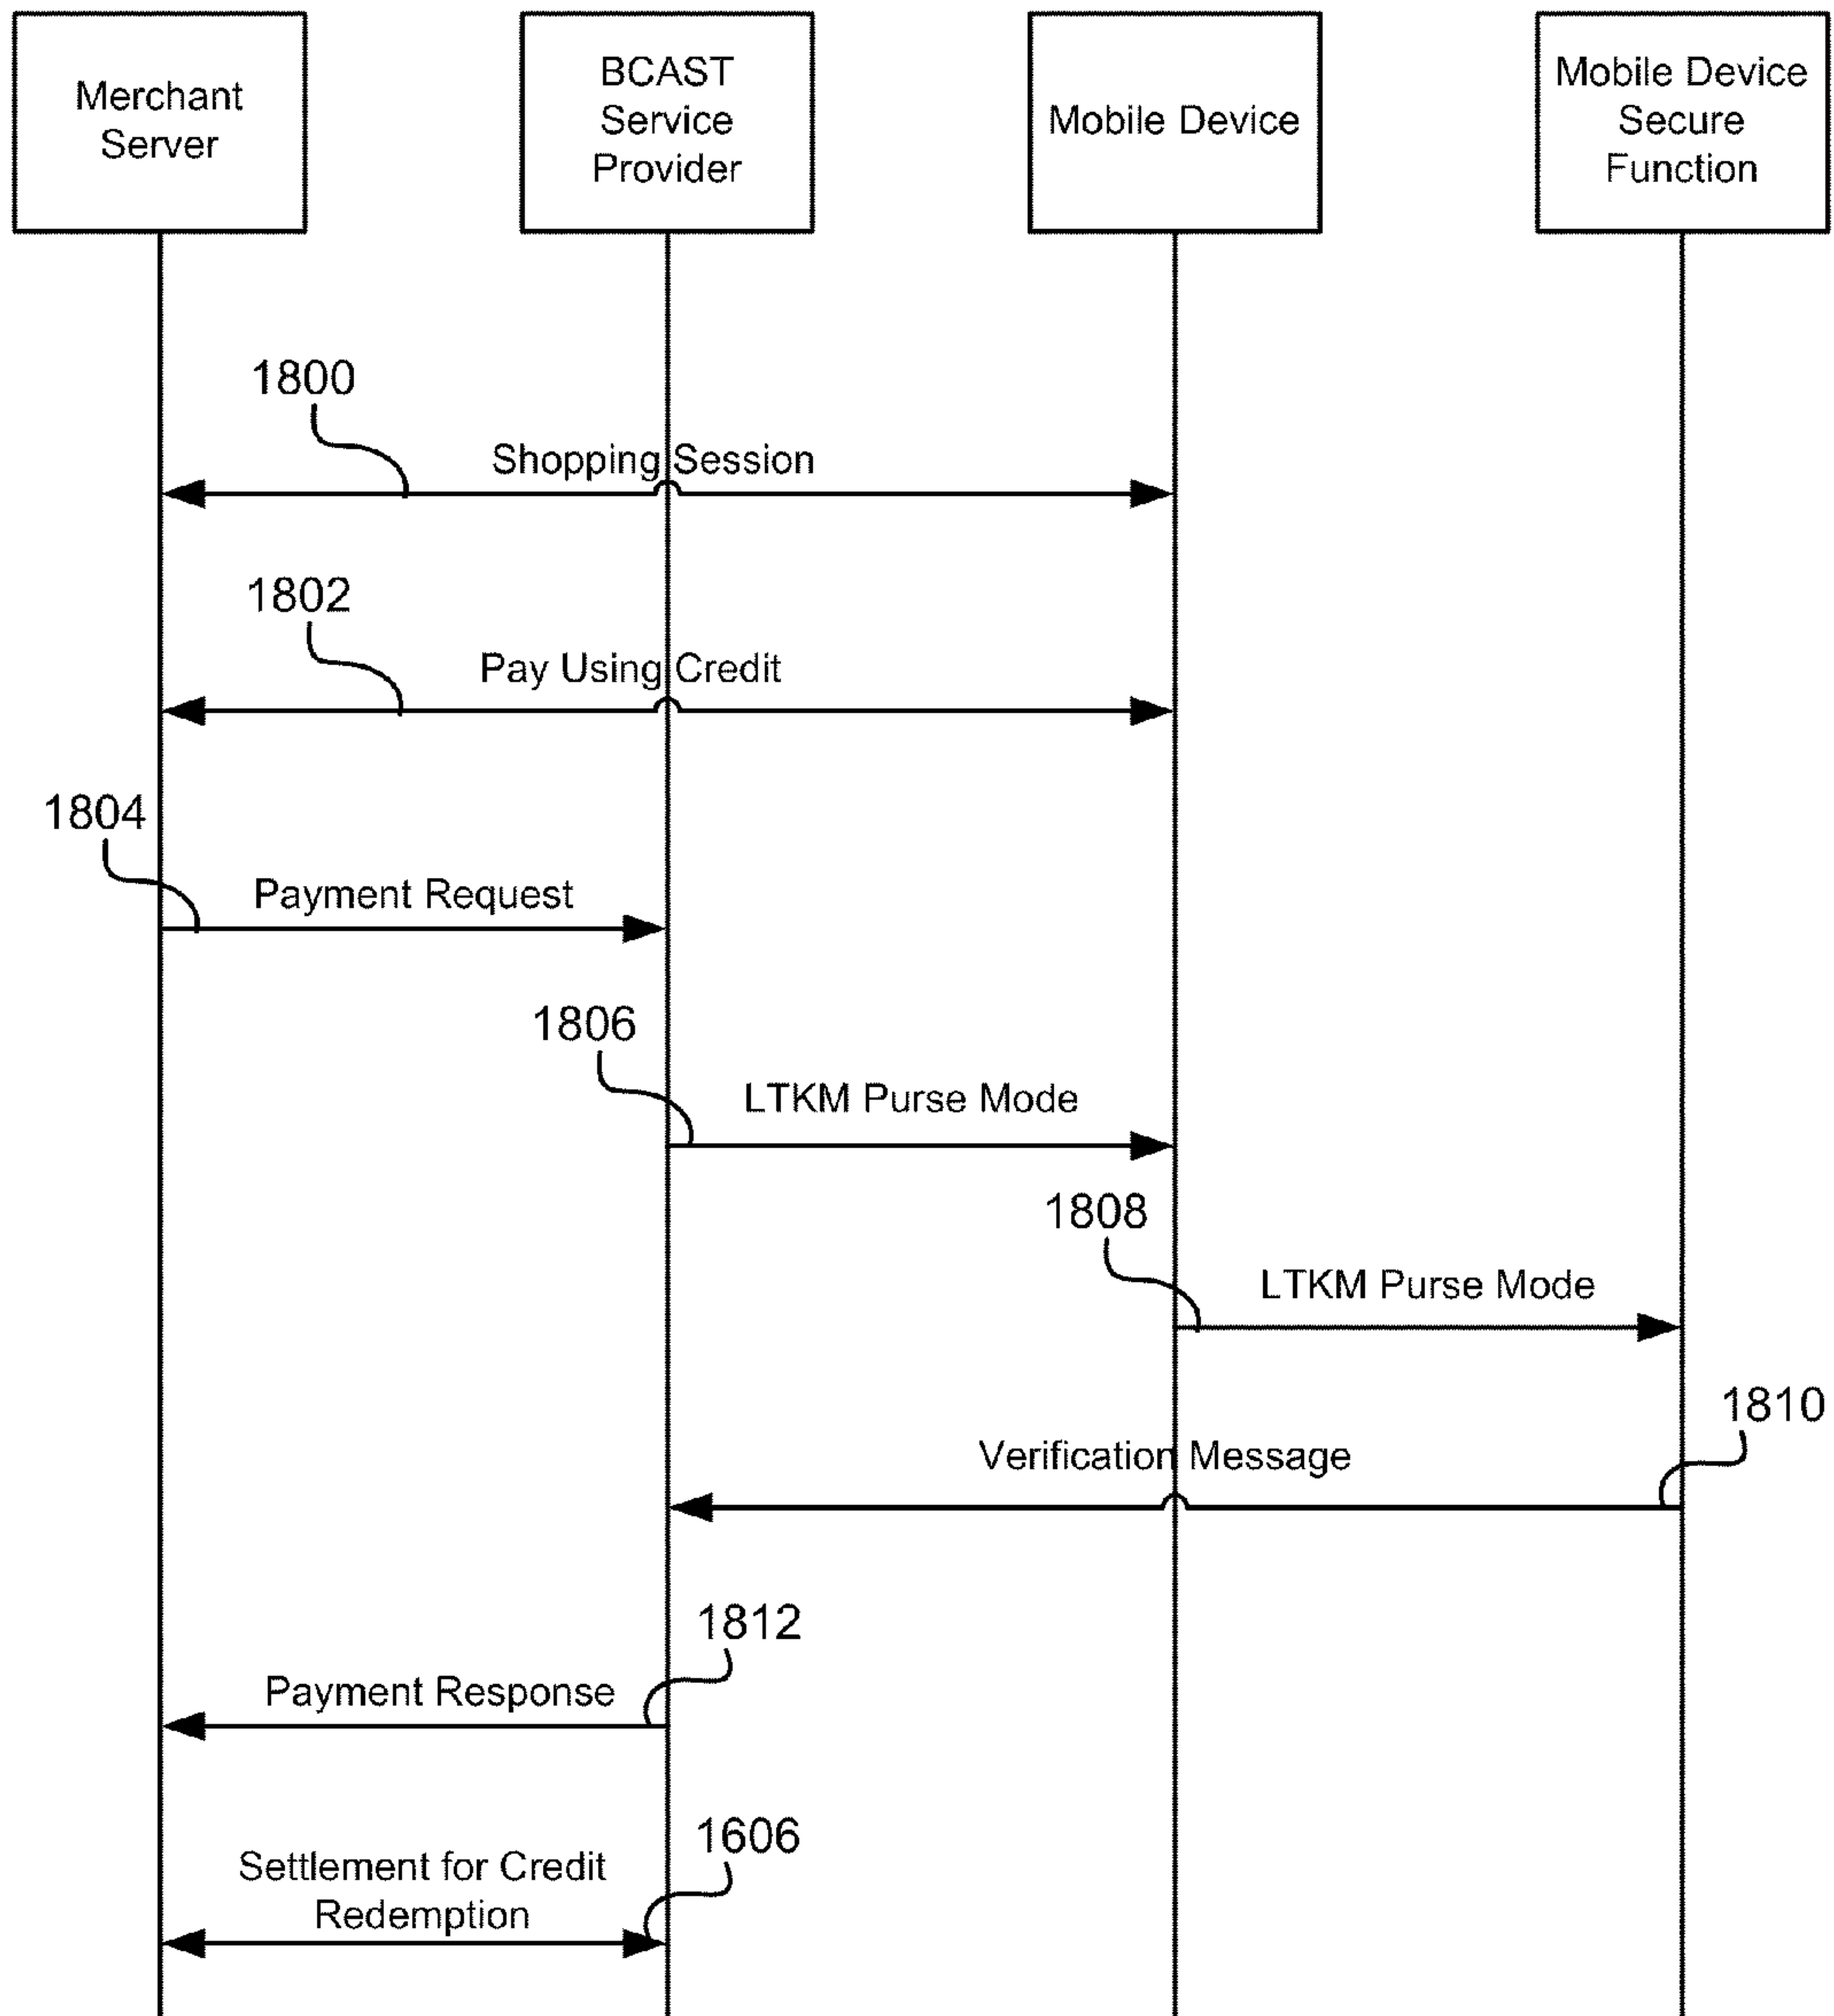 Merchant
Server
BCAST
Service
Provider
Mobile Device
Mobile Device
Secure
Function
1800
Shopping Session
1802
Pay Using Credit
1804
Payment Request
1806
LTKM Purse Mode
1808
LTKM Purse Mode
1810
Verification Message
1812
Payment Response
1606
Settlement for Credit
Redemption